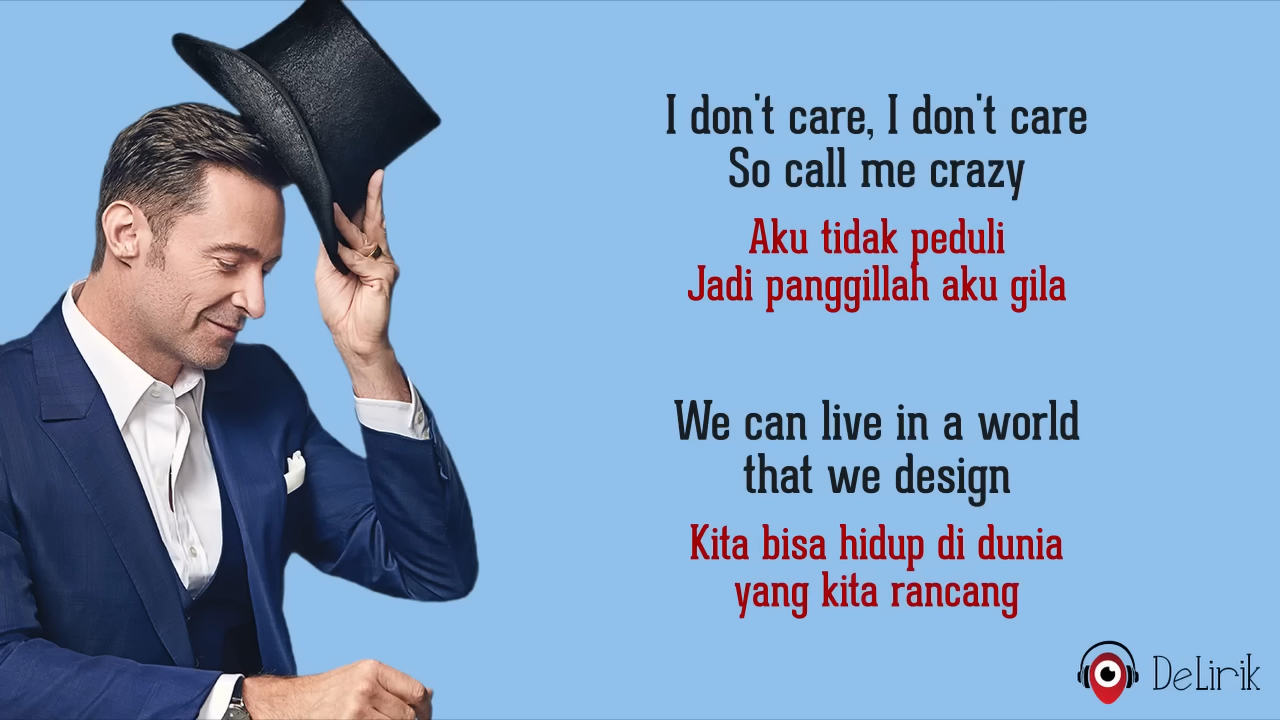 I don't care, I don't care
So call me crazy
Aku tidak peduli
Jadi panggillah aku gila
We can live in a world
that we design
Kita bisa hidup di dunia
yang kita rancang
DeLirik